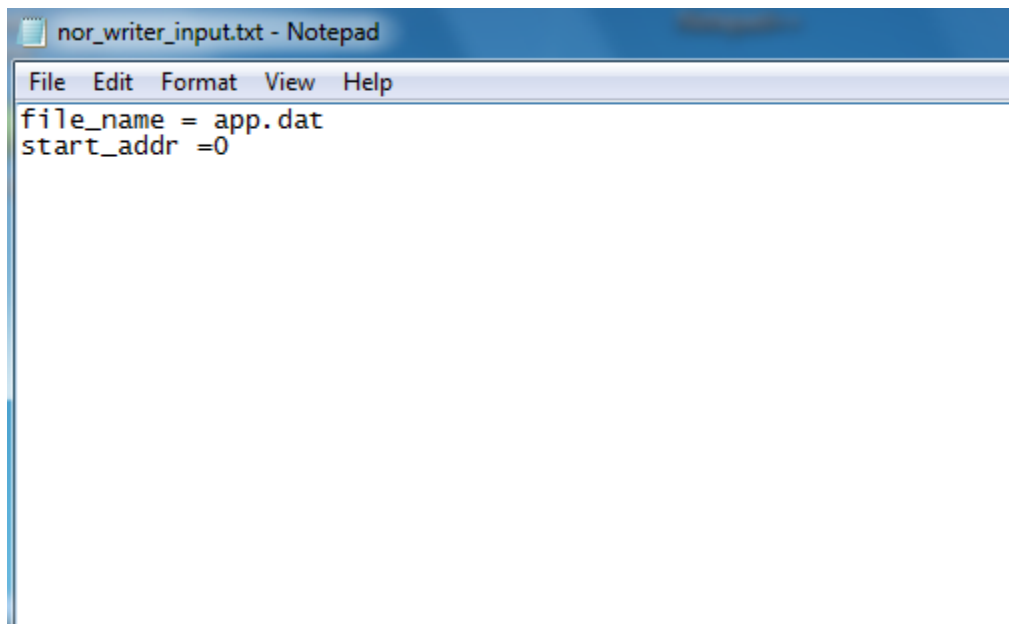 nor_writer_input.txt - Notepad
File Edit Format View Help
file_name = app.dat
start_addr =0